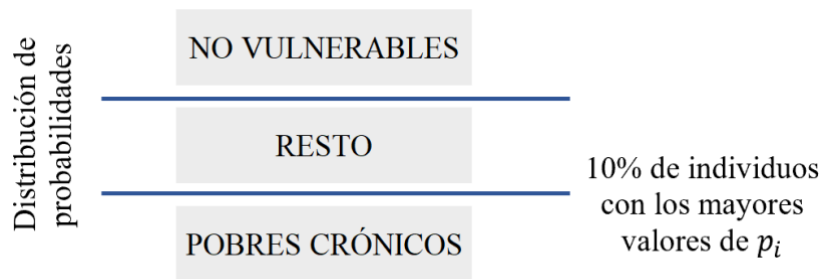 Distribución de
probabilidades
NO VULNERABLES
RESTO
POBRES CRÓNICOS
10% de individuos
con los mayores
valores de pᵢ